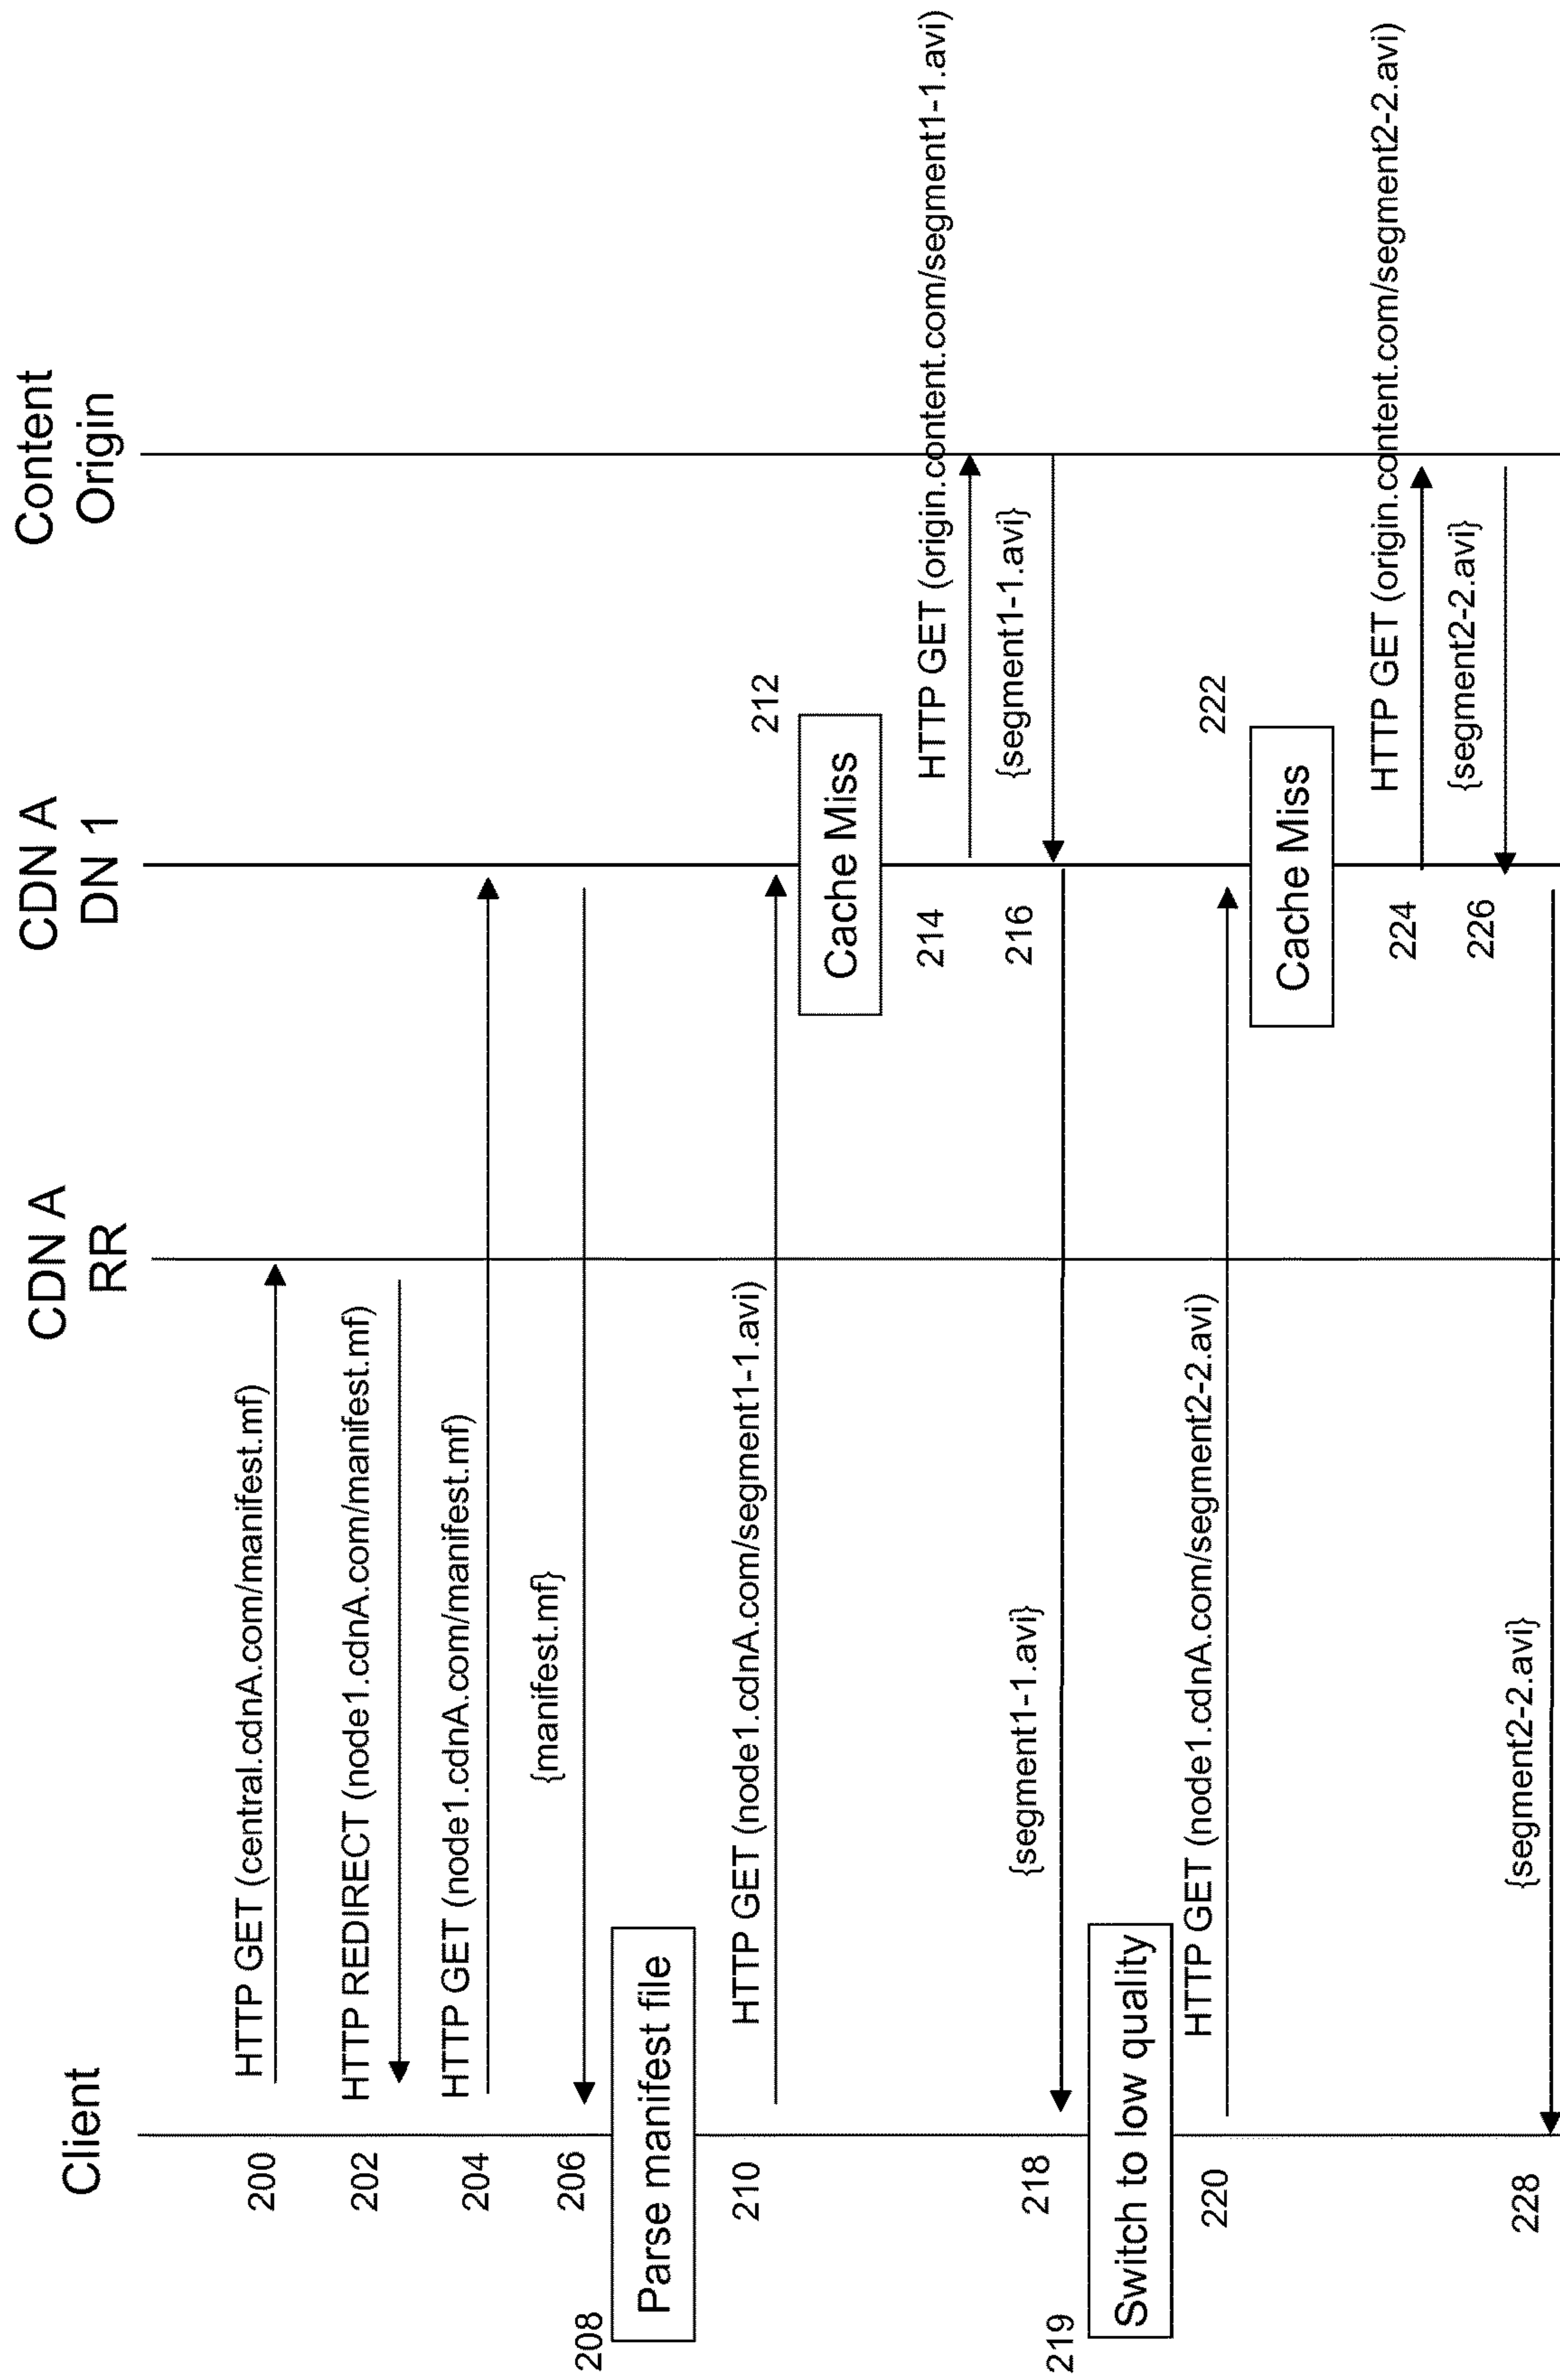 Client
CDN A
RR
CDN A
DN 1
Content
Origin
200
HTTP GET (central.cdnA.com/manifest.mf)
202
HTTP REDIRECT (node1.cdnA.com/manifest.mf)
204
HTTP GET (node1.cdnA.com/manifest.mf)
206
{manifest.mf}
208
Parse manifest file
210
HTTP GET (node1.cdnA.com/segment1-1.avi)
212
Cache Miss
214
HTTP GET (origin.content.com/segment1-1.avi)
216
{segment1-1.avi}
218
{segment1-1.avi}
219
Switch to low quality
220
HTTP GET (node1.cdnA.com/segment2-2.avi)
222
Cache Miss
224
HTTP GET (origin.content.com/segment2-2.avi)
226
{segment2-2.avi}
228
{segment2-2.avi}